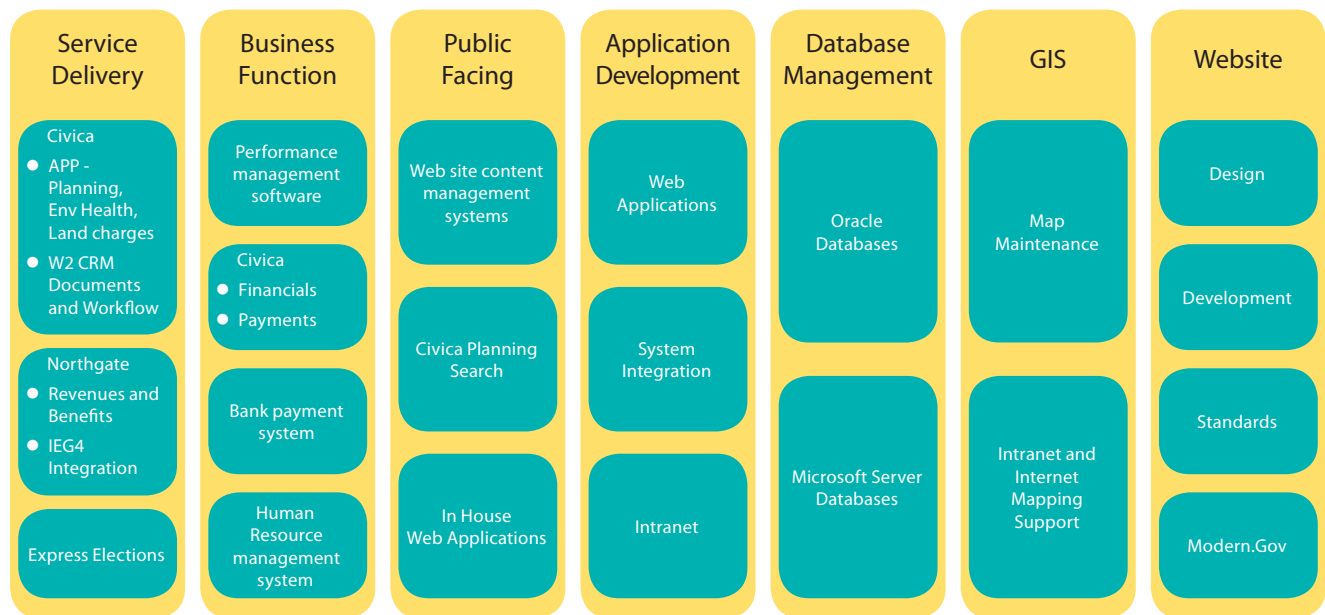 Service
Delivery
Civica
APP -
Planning,
Env Health,
Land charges
W2 CRM
Documents
and Workflow
Northgate
Revenues and
Benefits
IEG4
Integration
Express Elections
Business
Function
Performance
management
software
Civica
Financials
Payments
Bank payment
system
Human
Resource
management
system
Public
Facing
Web site content
management
systems
Civica Planning
Search
In House
Web Applications
Application
Development
Web
Applications
System
Integration
Intranet
Database
Management
Oracle
Databases
Microsoft Server
Databases
GIS
Map
Maintenance
Intranet and
Internet
Mapping
Support
Website
Design
Development
Standards
Modern.Gov